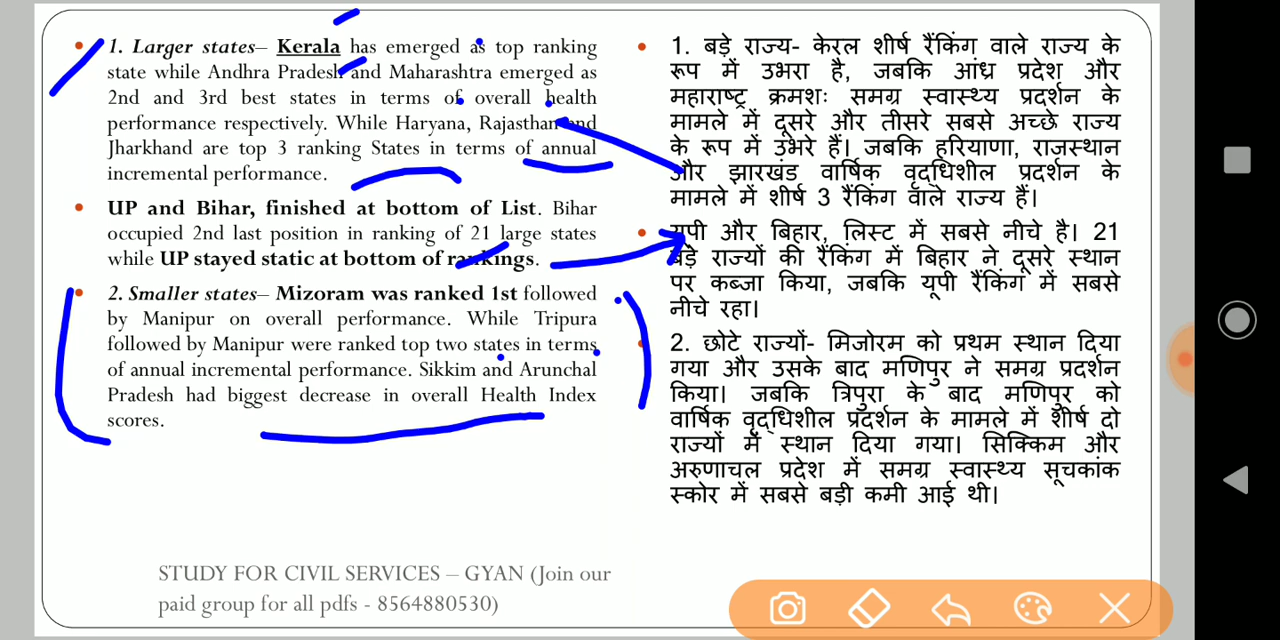 1. Larger states– Kerala has emerged as top ranking
state while Andhra Pradesh and Maharashtra emerged as
2nd and 3rd best states in terms of overall health
performance respectively. While Haryana, Rajasthan and
Jharkhand are top 3 ranking States in terms of annual
incremental performance.
UP and Bihar, finished at bottom of List. Bihar
occupied 2nd last position in ranking of 21 large states
while UP stayed static at bottom of rankings.
2. Smaller states– Mizoram was ranked 1st followed
by Manipur on overall performance. While Tripura
followed by Manipur were ranked top two states in terms
of annual incremental performance. Sikkim and Arunchal
Pradesh had biggest decrease in overall Health Index
scores.
1. बड़े राज्य- केरल शीर्ष रैंकिंग वाले राज्य के
रूप में उभरा है, जबकि आंध्र प्रदेश और
महाराष्ट्र क्रमशः समग्र स्वास्थ्य प्रदर्शन के
मामले में दूसरे और तीसरे सबसे अच्छे राज्य
के रूप में उभरे हैं। जबकि हरियाणा, राजस्थान
और झारखंड वार्षिक वृद्धिशील प्रदर्शन के
मामले में शीर्ष 3 रैंकिंग वाले राज्य हैं।
यूपी और बिहार, लिस्ट में सबसे नीचे है। 21
बड़े राज्यों की रैंकिंग में बिहार ने दूसरे स्थान
पर कब्जा किया, जबकि यूपी रैंकिंग में सबसे
नीचे रहा।
2. छोटे राज्यों- मिजोरम को प्रथम स्थान दिया
गया और उसके बाद मणिपुर ने समग्र प्रदर्शन
किया। जबकि त्रिपुरा के बाद मणिपुर को
वार्षिक वृद्धिशील प्रदर्शन के मामले में शीर्ष दो
राज्यों में स्थान दिया गया। सिक्किम और
अरुणाचल प्रदेश में समग्र स्वास्थ्य सूचकांक
स्कोर में सबसे बड़ी कमी आई थी।
STUDY FOR CIVIL SERVICES – GYAN (Join our
paid group for all pdfs - 8564880530)